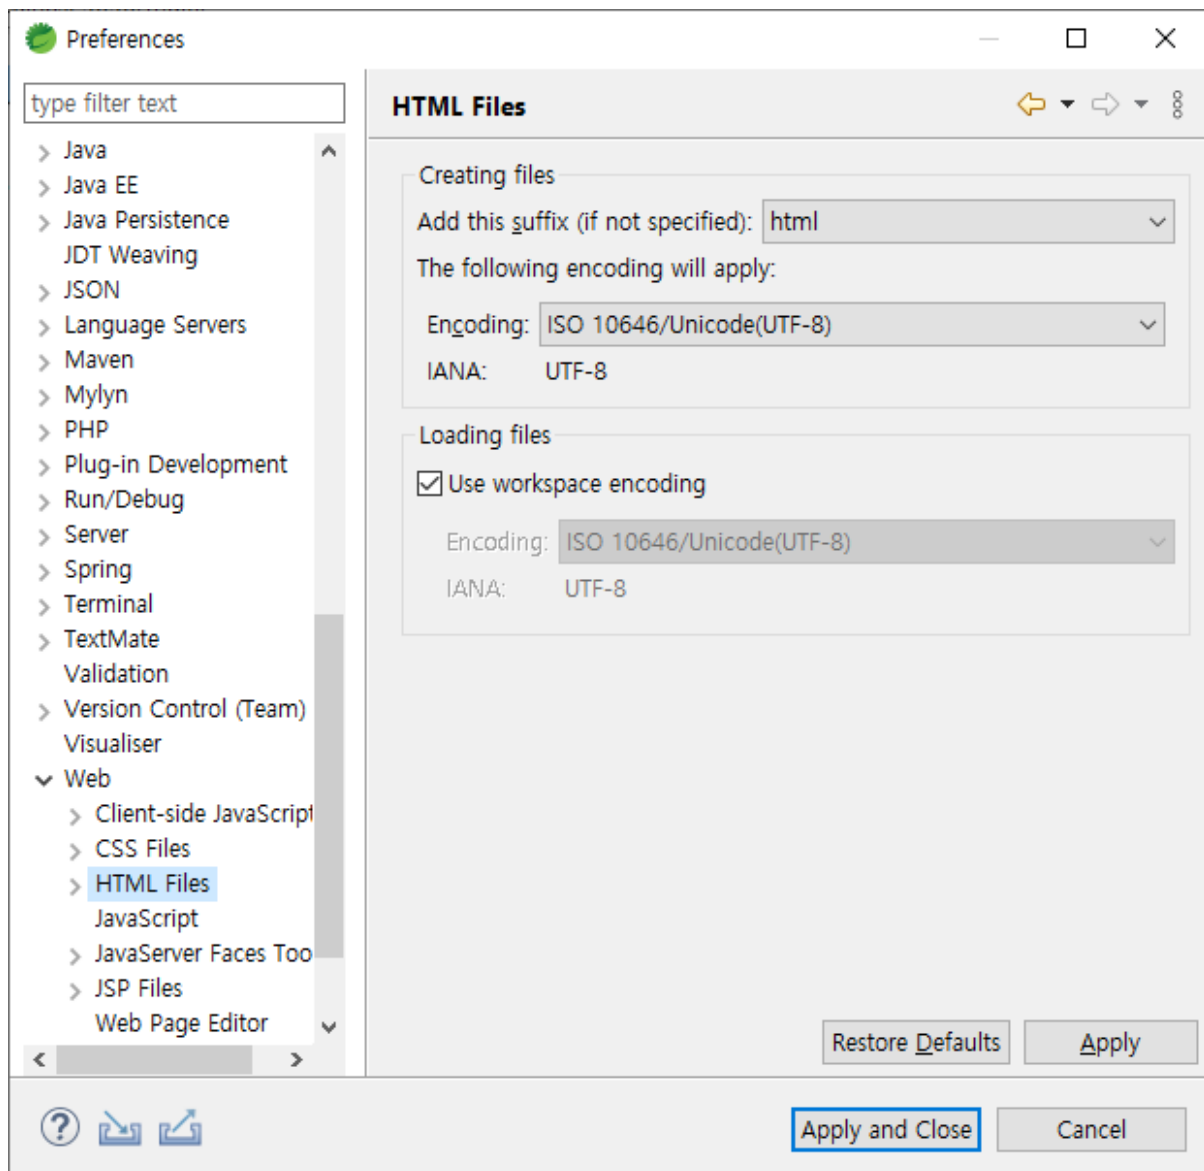 Preferences
type filter text
Java
Java EE
Java Persistence
JDT Weaving
JSON
Language Servers
Maven
Mylyn
PHP
Plug-in Development
Run/Debug
Server
Spring
Terminal
TextMate
Validation
Version Control (Team)
Visualiser
Web
Client-side JavaScript
CSS Files
HTML Files
JavaScript
JavaServer Faces Too
JSP Files
Web Page Editor
HTML Files
Creating files
Add this suffix (if not specified): html
The following encoding will apply:
Encoding: ISO 10646/Unicode(UTF-8)
IANA: UTF-8
Loading files
Use workspace encoding
Encoding: ISO 10646/Unicode(UTF-8)
IANA: UTF-8
Restore Defaults Apply
Apply and Close Cancel